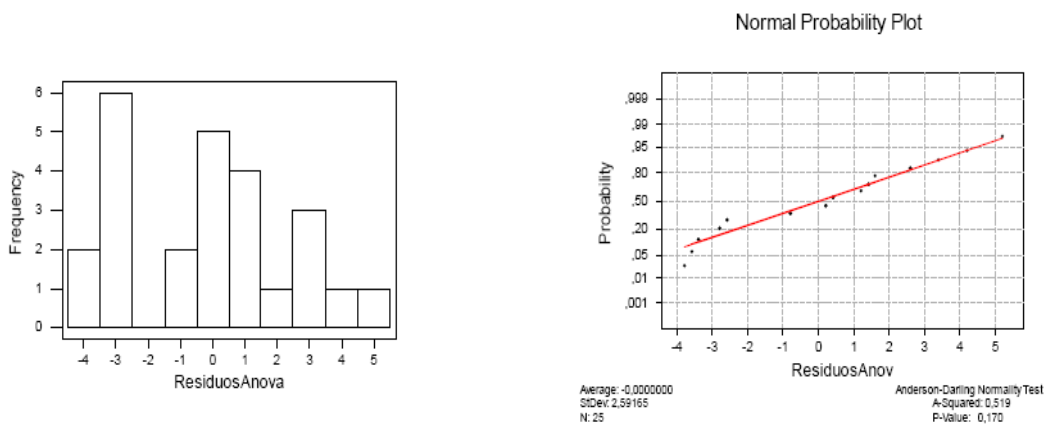 Normal Probability Plot
6
5
4
3
2
1
0
Frequency
-4 -3 -2 -1 0 1 2 3 4 5
ResiduosAnova
,999
,99
,95
,80
,50
,20
,05
,01
,001
Probability
-4 -3 -2 -1 0 1 2 3 4 5
ResiduosAnov
Average: -0,0000000
StDev: 2,59165
N: 25
Anderson-Darling Normality Test
A-Squared: 0,519
P-Value: 0,170